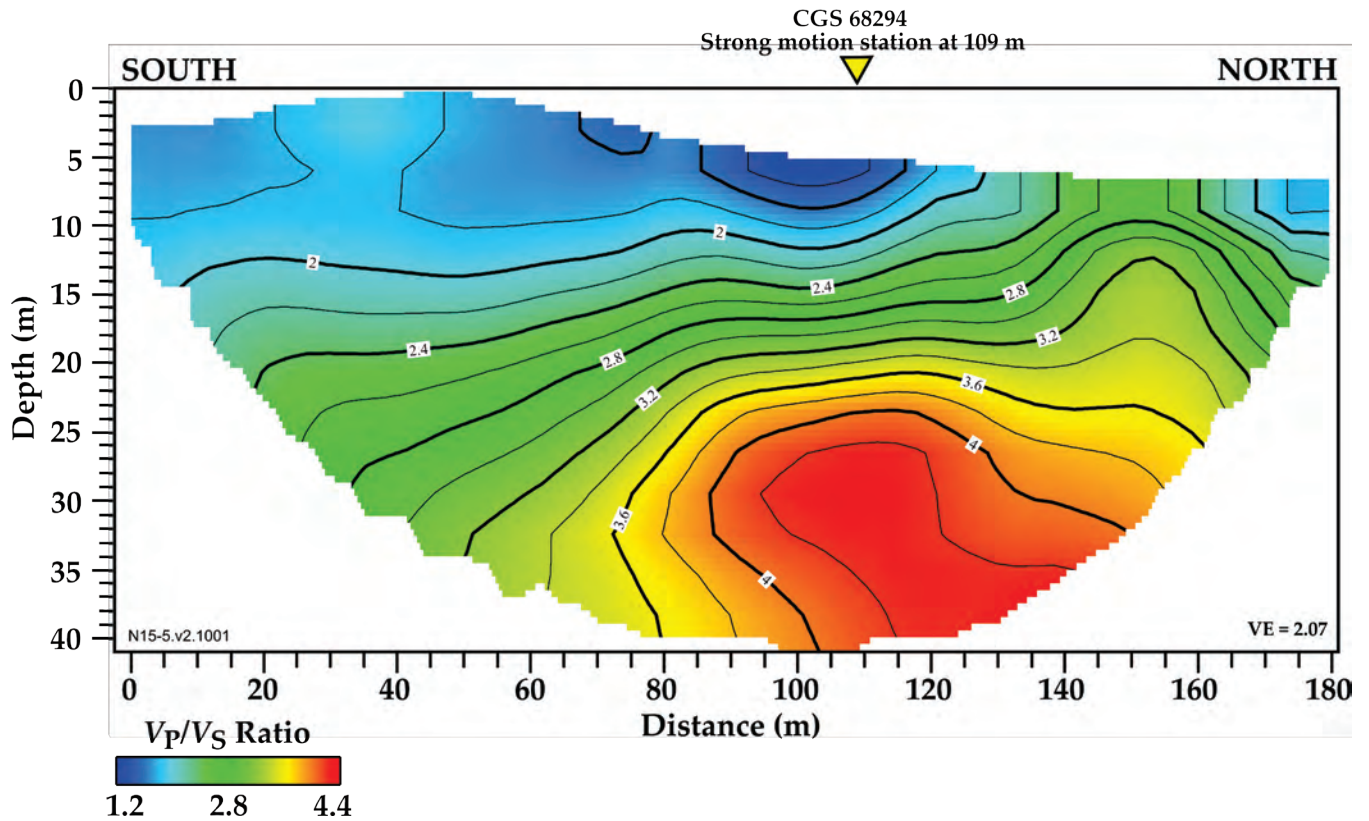 CGS 68294
Strong motion station at 109 m
SOUTH NORTH
0
5
10
15
20
25
30
35
40
Depth (m)
2
2
2.4
2.8
2.4
2.8
3.2
3.2
3.6
4
3.6
4
N15-5.v2.1001
VE = 2.07
0 20 40 60 80 100 120 140 160 180
Distance (m)
VP/VS Ratio
1.2 2.8 4.4